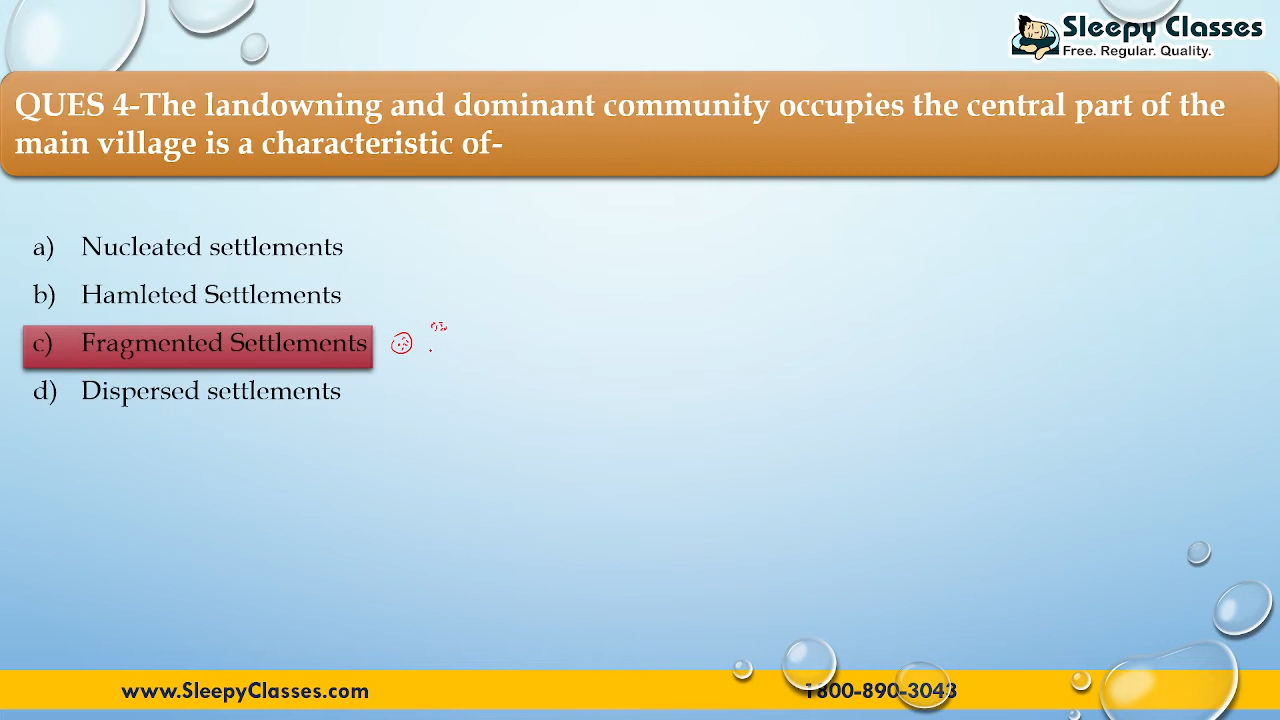 Sleepy Classes
Free. Regular. Quality.
QUES 4-The landowning and dominant community occupies the central part of the
main village is a characteristic of-
a) Nucleated settlements
b) Hamleted Settlements
c) Fragmented Settlements
d) Dispersed settlements
www.SleepyClasses.com
1800-890-3043